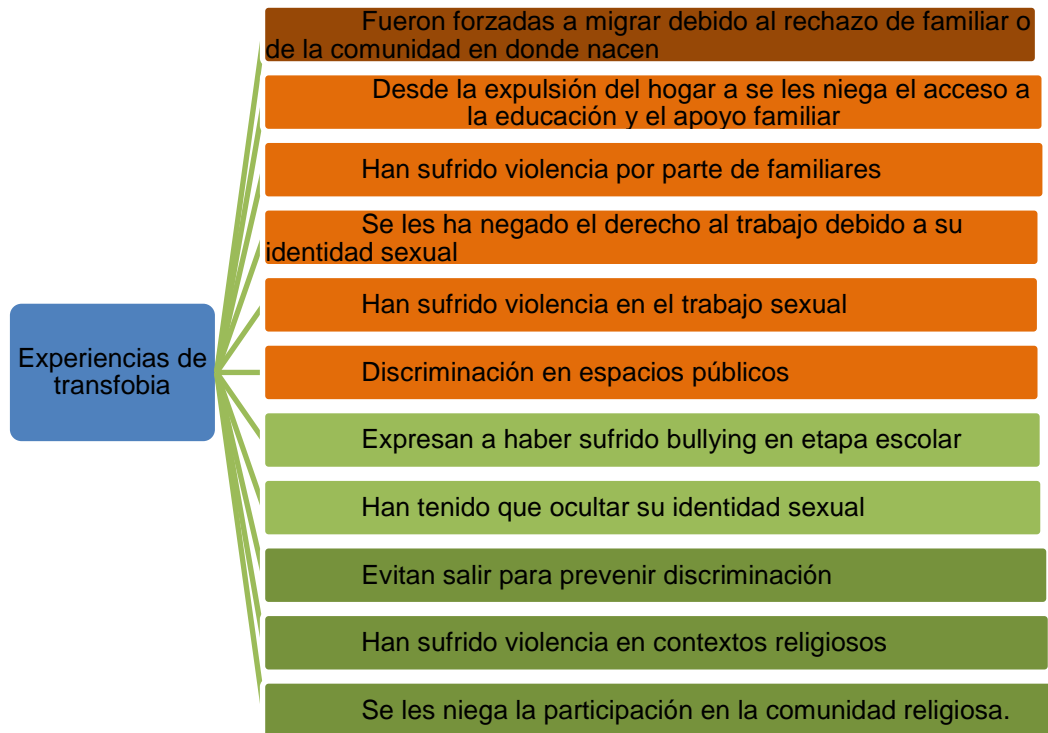 Experiencias de
transfobia
Fueron forzadas a migrar debido al rechazo de familiar o
de la comunidad en donde nacen
Desde la expulsión del hogar a se les niega el acceso a
la educación y el apoyo familiar
Han sufrido violencia por parte de familiares
Se les ha negado el derecho al trabajo debido a su
identidad sexual
Han sufrido violencia en el trabajo sexual
Discriminación en espacios públicos
Expresan a haber sufrido bullying en etapa escolar
Han tenido que ocultar su identidad sexual
Evitan salir para prevenir discriminación
Han sufrido violencia en contextos religiosos
Se les niega la participación en la comunidad religiosa.